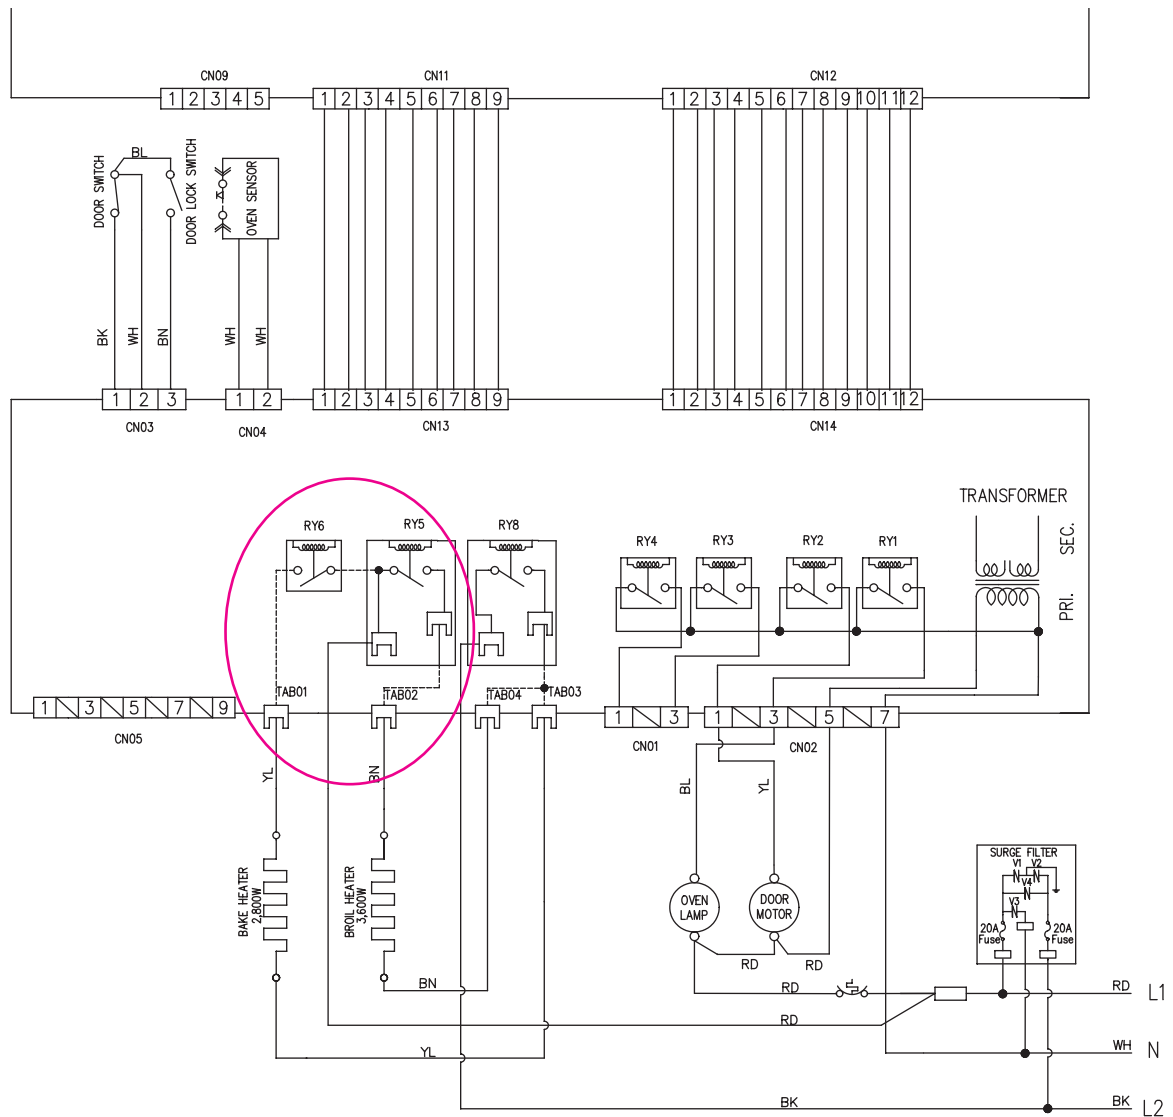 CN09 CN11 CN12
1 2 3 4 5
1 2 3 4 5 6 7 8 9
1 2 3 4 5 6 7 8 9 10 11 12
BL
DOOR SWITCH
DOOR LOCK SWITCH
OVEN SENSOR
BK
WH
BN
WH
WH
1 2 3
1 2
1 2 3 4 5 6 7 8 9
1 2 3 4 5 6 7 8 9 10 11 12
CN03 CN04 CN13 CN14
TRANSFORMER
SEC.
PRI.
RY6 RY5 RY8
RY4 RY3 RY2 RY1
TAB01 TAB02 TAB04 TAB03
1 3 5 7 9
CN05
1 3
CN01
1 3 5 7
CN02
YL
BN
BL
YL
BAKE HEATER
2,800W
BROIL HEATER
3,600W
OVEN
LAMP
DOOR
MOTOR
SURGE FILTER
V1 V2
V4
V3
20A
Fuse
20A
Fuse
RD RD
BN
RD
RD L1
RD
YL
WH N
BK
BK L2